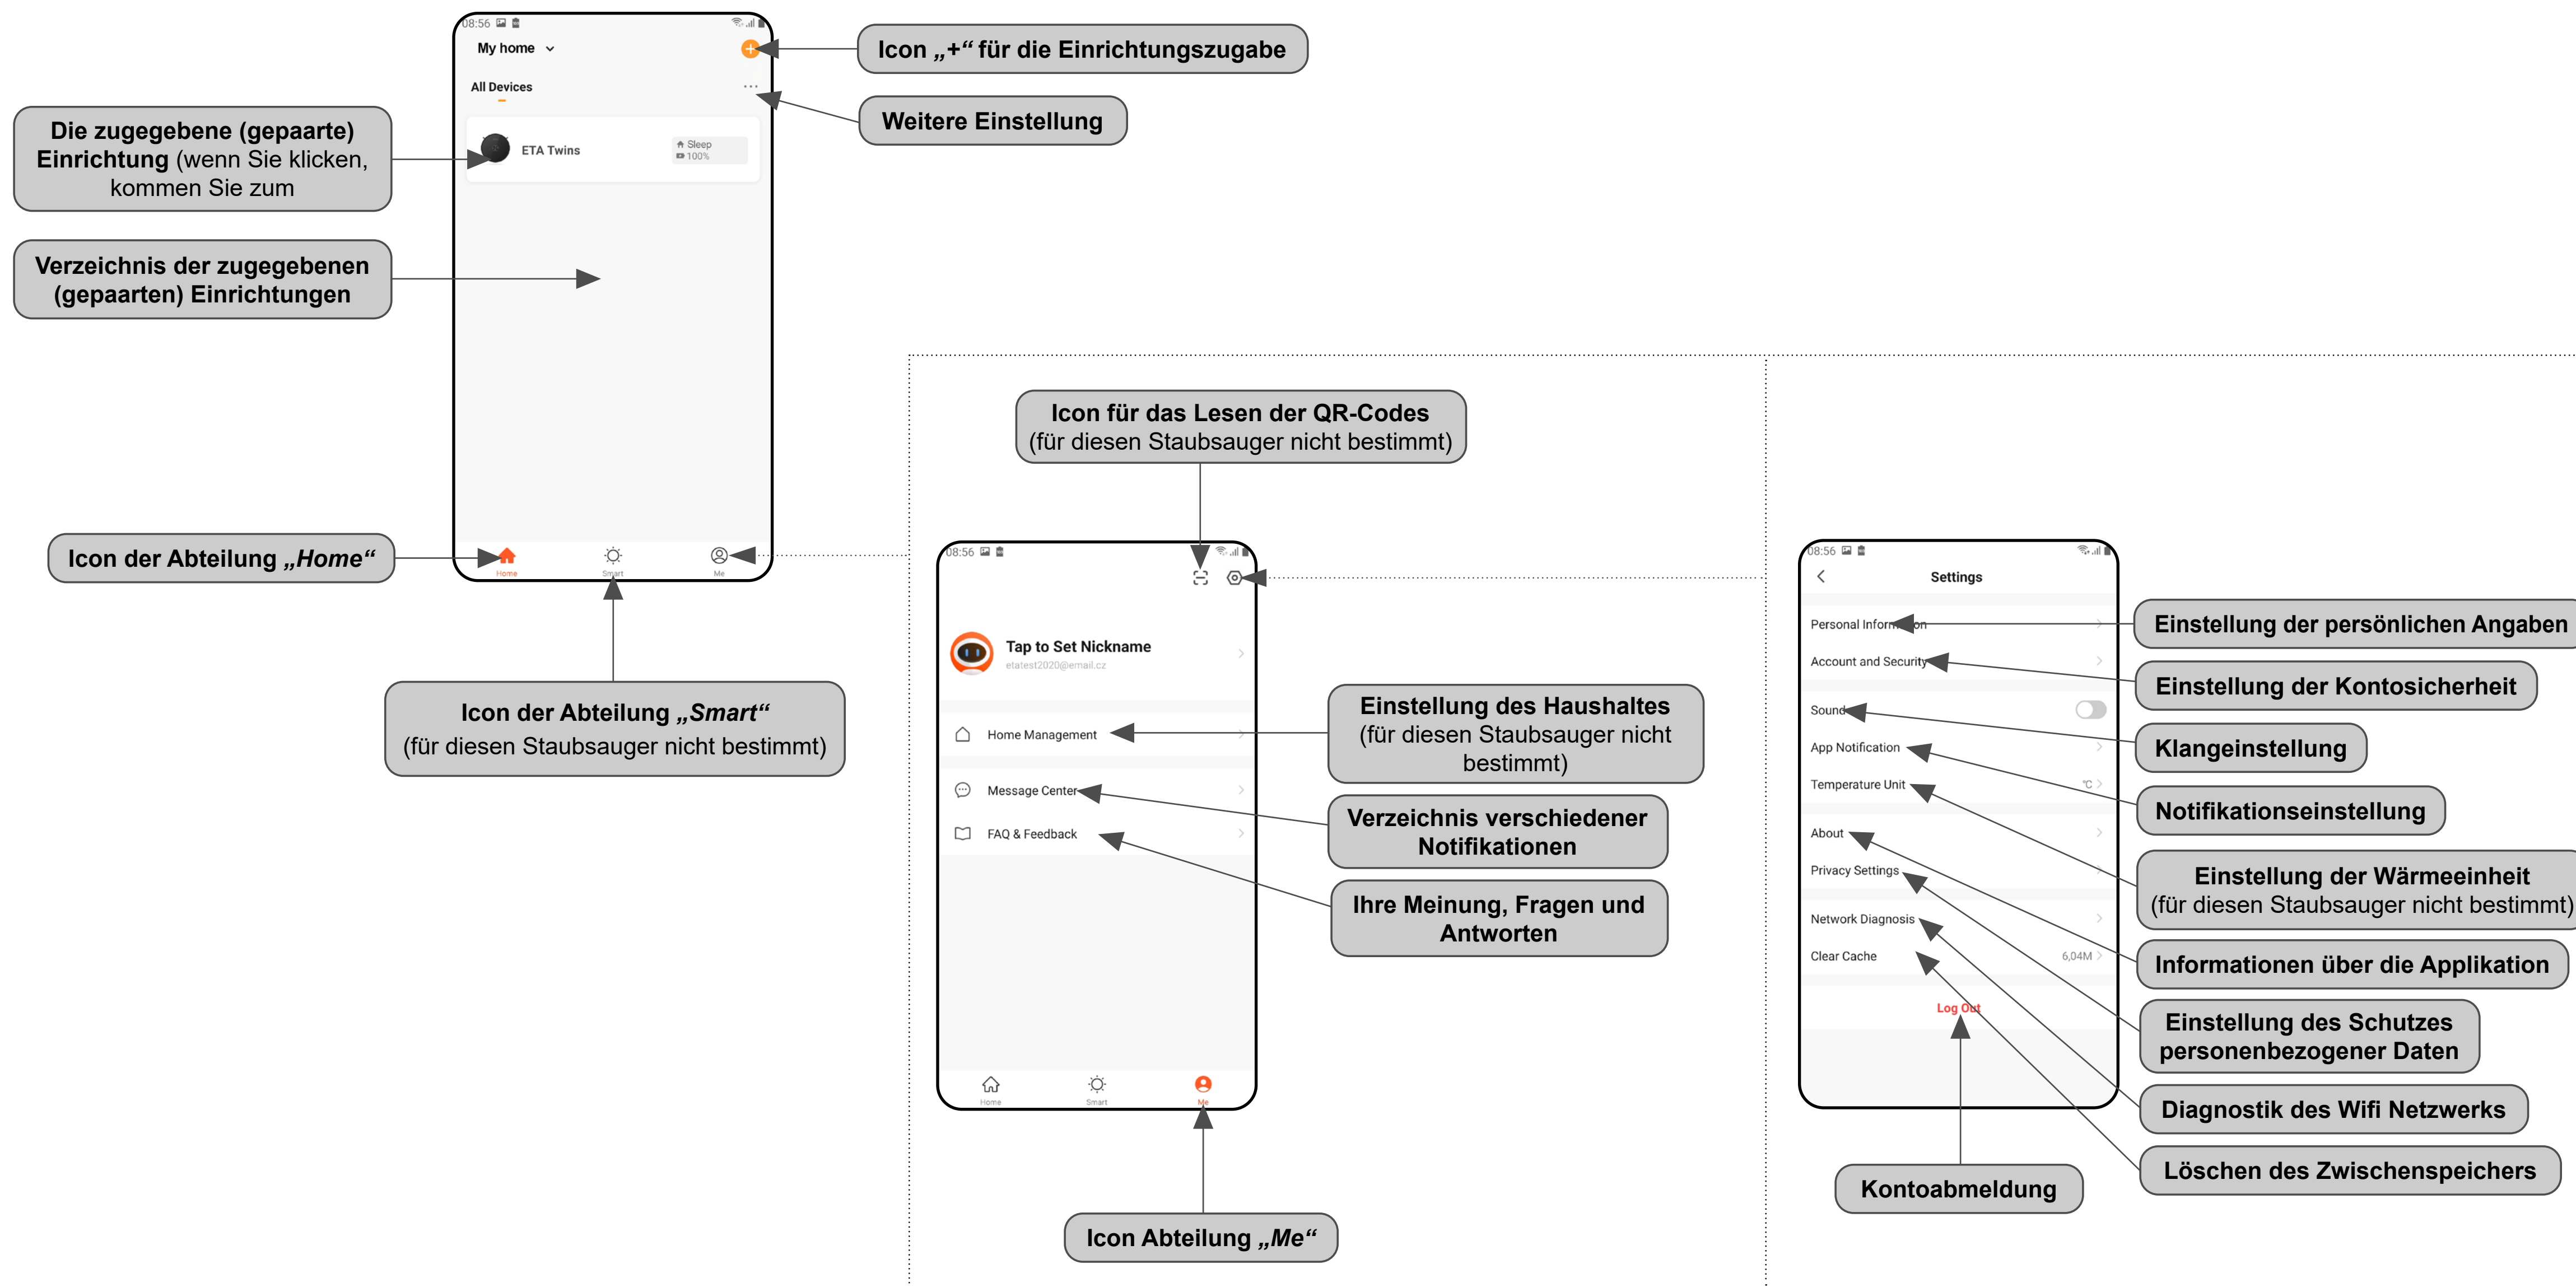 08:56
My home
Icon „+“ für die Einrichtungszugabe
All Devices
Weitere Einstellung
Die zugegebene (gepaarte)
Einrichtung (wenn Sie klicken,
kommen Sie zum
ETA Twins
Sleep
100%
Verzeichnis der zugegebenen
(gepaarten) Einrichtungen
Icon der Abteilung „Home“
Home
Smart
Me
Icon der Abteilung „Smart“
(für diesen Staubsauger nicht bestimmt)
Icon für das Lesen der QR-Codes
(für diesen Staubsauger nicht bestimmt)
08:56
Tap to Set Nickname
etatest2020@email.cz
Home Management
Einstellung des Haushaltes
(für diesen Staubsauger nicht
bestimmt)
Message Center
Verzeichnis verschiedener
Notifikationen
FAQ & Feedback
Ihre Meinung, Fragen und
Antworten
Home
Smart
Me
Icon Abteilung „Me“
08:56
Settings
Personal Information
Einstellung der persönlichen Angaben
Account and Security
Einstellung der Kontosicherheit
Sound
Klangeinstellung
App Notification
Notifikationseinstellung
Temperature Unit
°C
Einstellung der Wärmeeinheit
(für diesen Staubsauger nicht bestimmt)
About
Informationen über die Applikation
Privacy Settings
Einstellung des Schutzes
personenbezogener Daten
Network Diagnosis
Diagnostik des Wifi Netzwerks
Clear Cache
6,04M
Löschen des Zwischenspeichers
Log Out
Kontoabmeldung